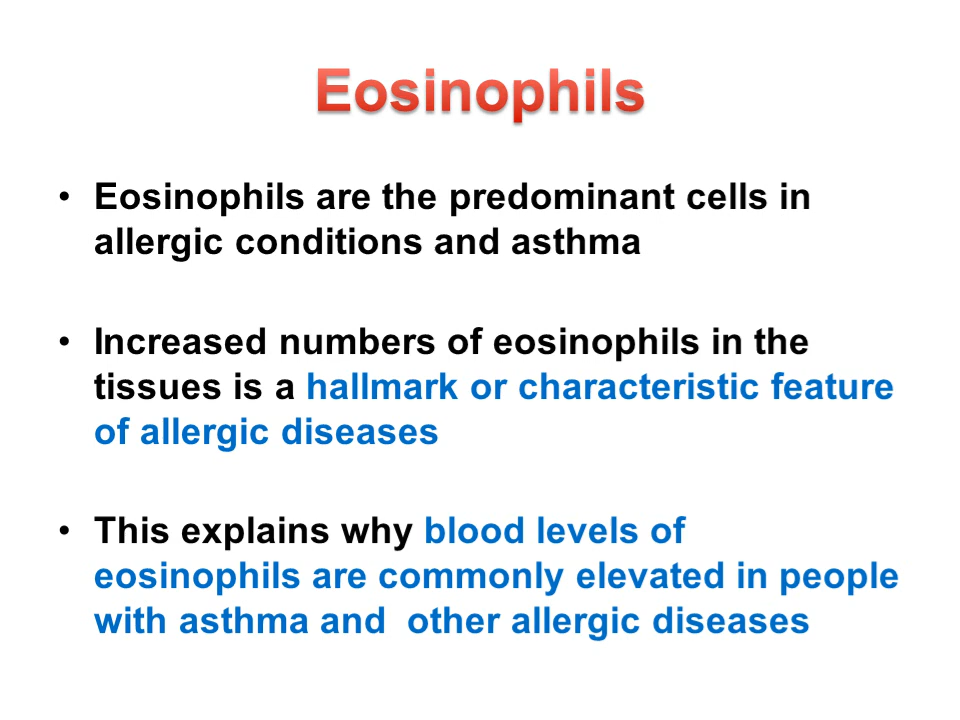 Eosinophils
• Eosinophils are the predominant cells in
allergic conditions and asthma
• Increased numbers of eosinophils in the
tissues is a hallmark or characteristic feature
of allergic diseases
• This explains why blood levels of
eosinophils are commonly elevated in people
with asthma and  other allergic diseases